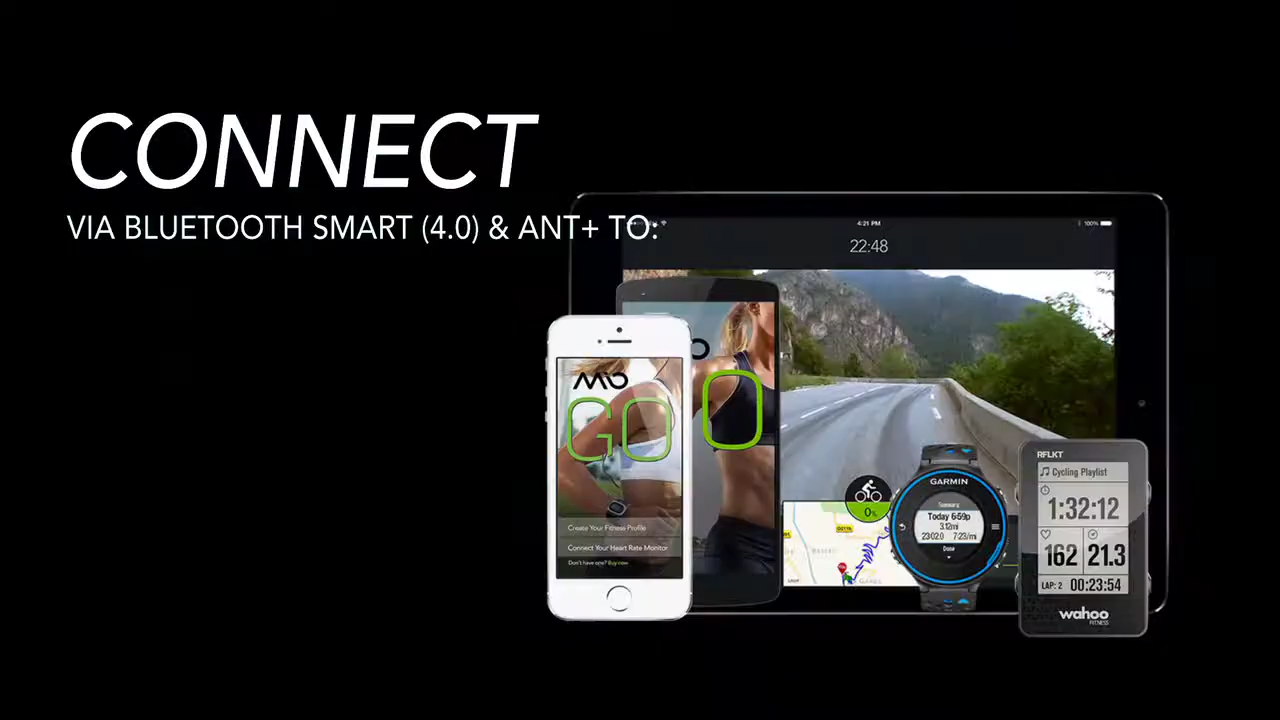 CONNECT
VIA BLUETOOTH SMART (4.0) & ANT+ TO:
4:21 PM
100%
22:48
MIO
GO
Create Your Fitness Profile
Connect Your Heart Rate Monitor
Don't have one? Buy now
O
O
0%
GARMIN
Summary
Today 6:59p
3.12mi
23:02.0 7:23/mi
Done
RFLKT
Cycling Playlist
1:32:12
162 21.3
LAP: 2 00:23:54
wahoo
FITNESS